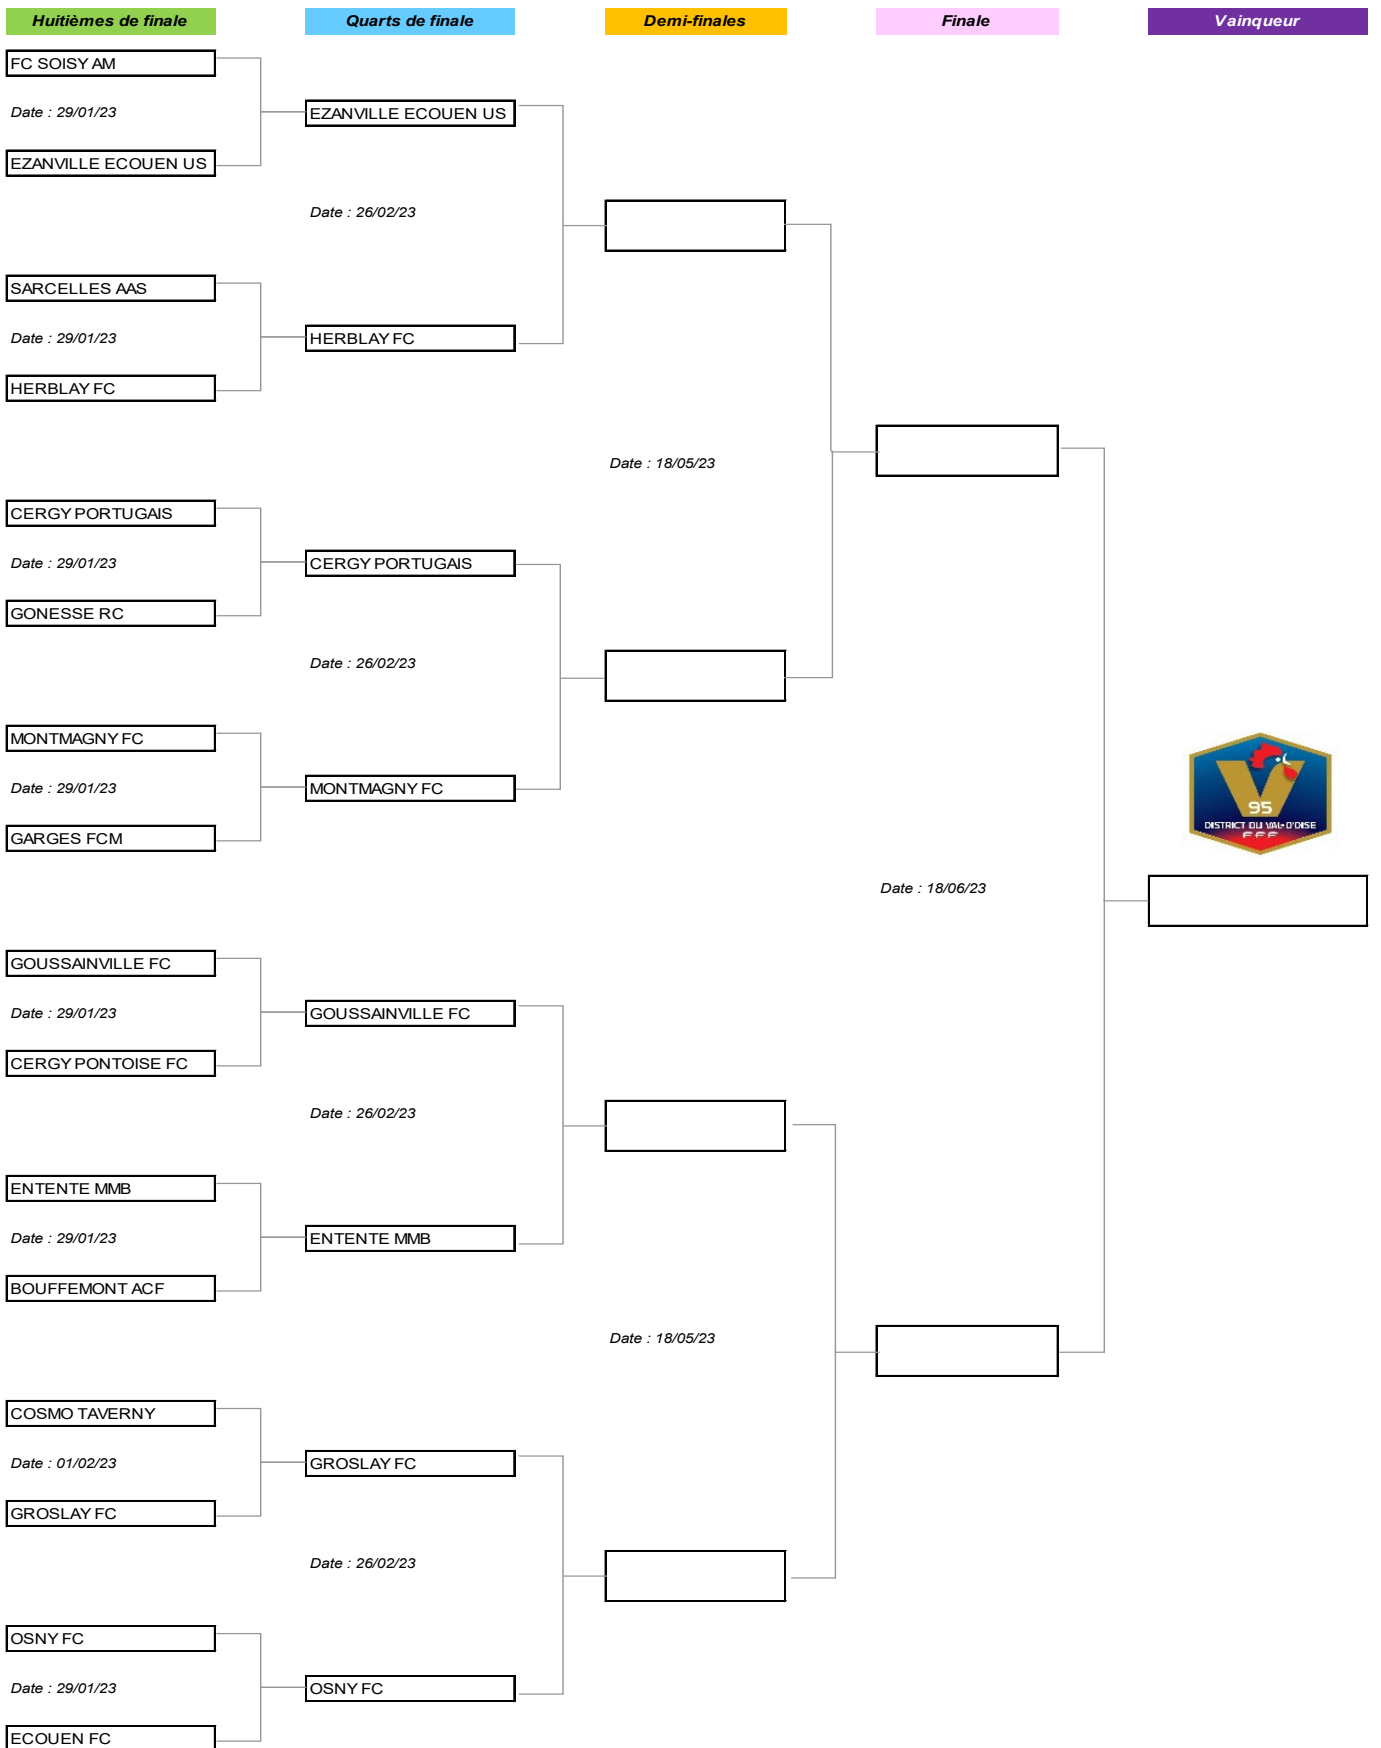 Huitièmes de finale
Quarts de finale
Demi-finales
Finale
Vainqueur
FC SOISY AM
Date : 29/01/23
EZANVILLE ECOUEN US
EZANVILLE ECOUEN US
Date : 26/02/23
SARCELLES AAS
Date : 29/01/23
HERBLAY FC
HERBLAY FC
Date : 18/05/23
CERGY PORTUGAIS
Date : 29/01/23
CERGY PORTUGAIS
GONESSE RC
Date : 26/02/23
MONTMAGNY FC
Date : 29/01/23
MONTMAGNY FC
GARGES FCM
95
DISTRICT DU VAL-D'OISE
FFF
Date : 18/06/23
GOUSSAINVILLE FC
Date : 29/01/23
GOUSSAINVILLE FC
CERGY PONTOISE FC
Date : 26/02/23
ENTENTE MMB
Date : 29/01/23
ENTENTE MMB
BOUFFEMONT ACF
Date : 18/05/23
COSMO TAVERNY
Date : 01/02/23
GROSLAY FC
GROSLAY FC
Date : 26/02/23
OSNY FC
Date : 29/01/23
OSNY FC
ECOUEN FC